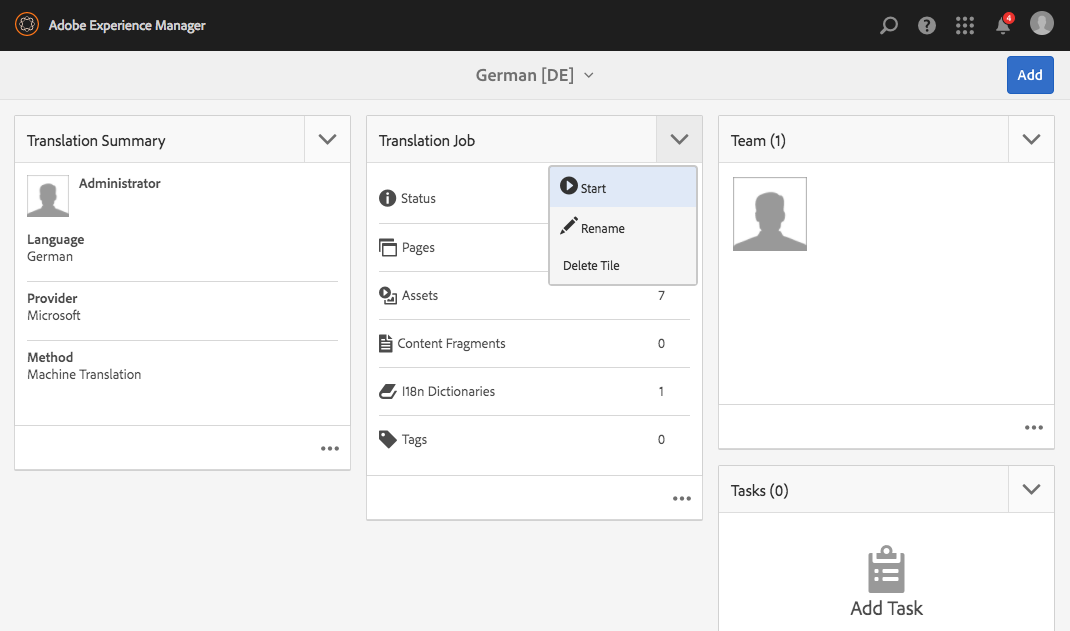 Adobe Experience Manager
4
German [DE]
Add
Translation Summary
Administrator
Language
German
Provider
Microsoft
Method
Machine Translation
Translation Job
Start
Rename
Delete Tile
Status
Pages
Assets 7
Content Fragments 0
I18n Dictionaries 1
Tags 0
Team (1)
Tasks (0)
Add Task